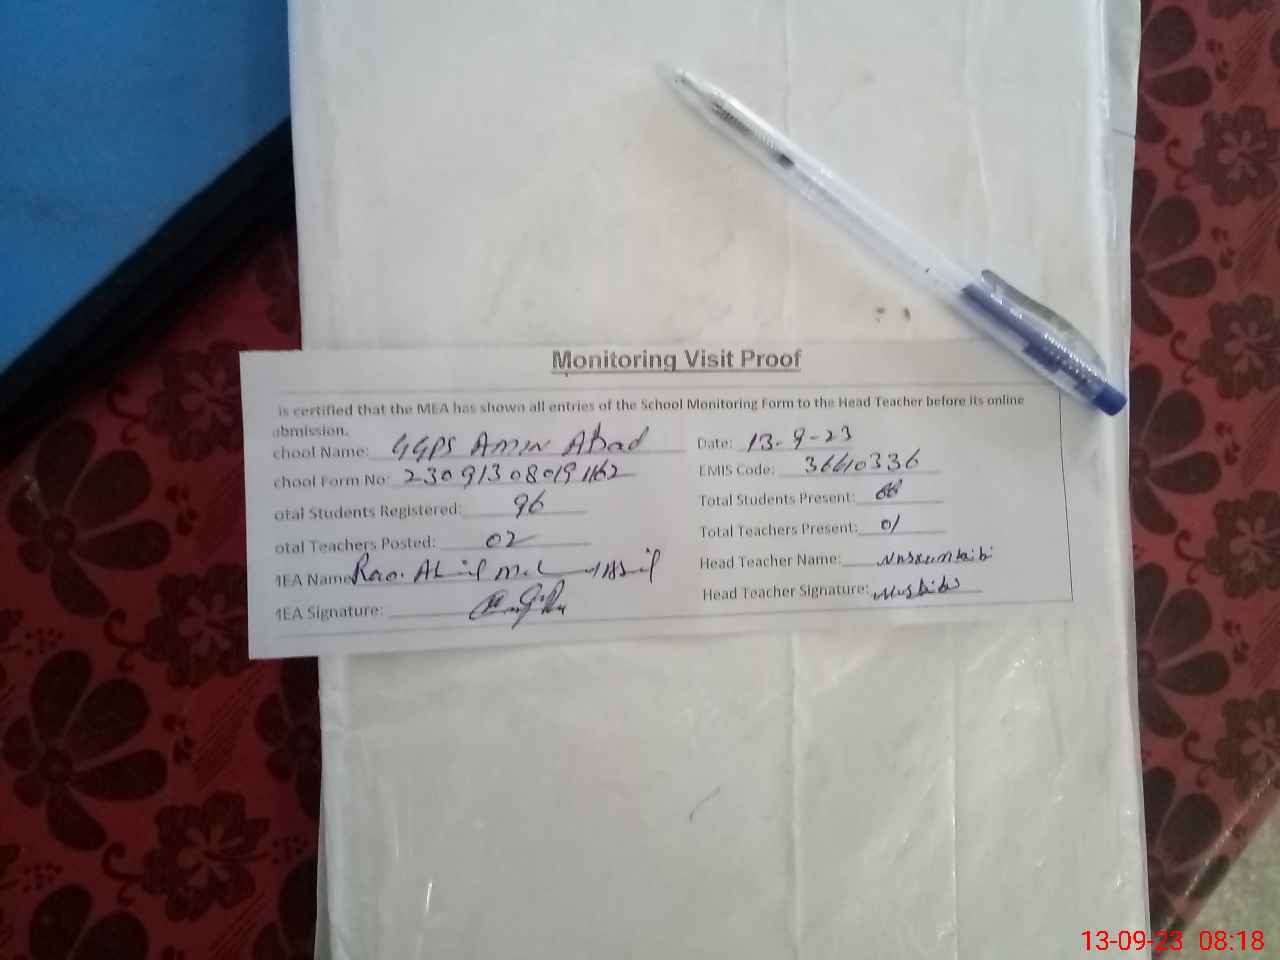 Monitoring Visit Proof
is certified that the MEA has shown all entries of the School Monitoring Form to the Head Teacher before its online
ubmission.
chool Name: GGPS Amin Abad Date: 13-9-23
chool Form No: EMIS Code: 36610336
otal Students Registered: 96 Total Students Present:
otal Teachers Posted: 02 Total Teachers Present: 01
MEA Name Rao. Head Teacher Name:
MEA Signature: Head Teacher Signature:
13-09-23 08:18